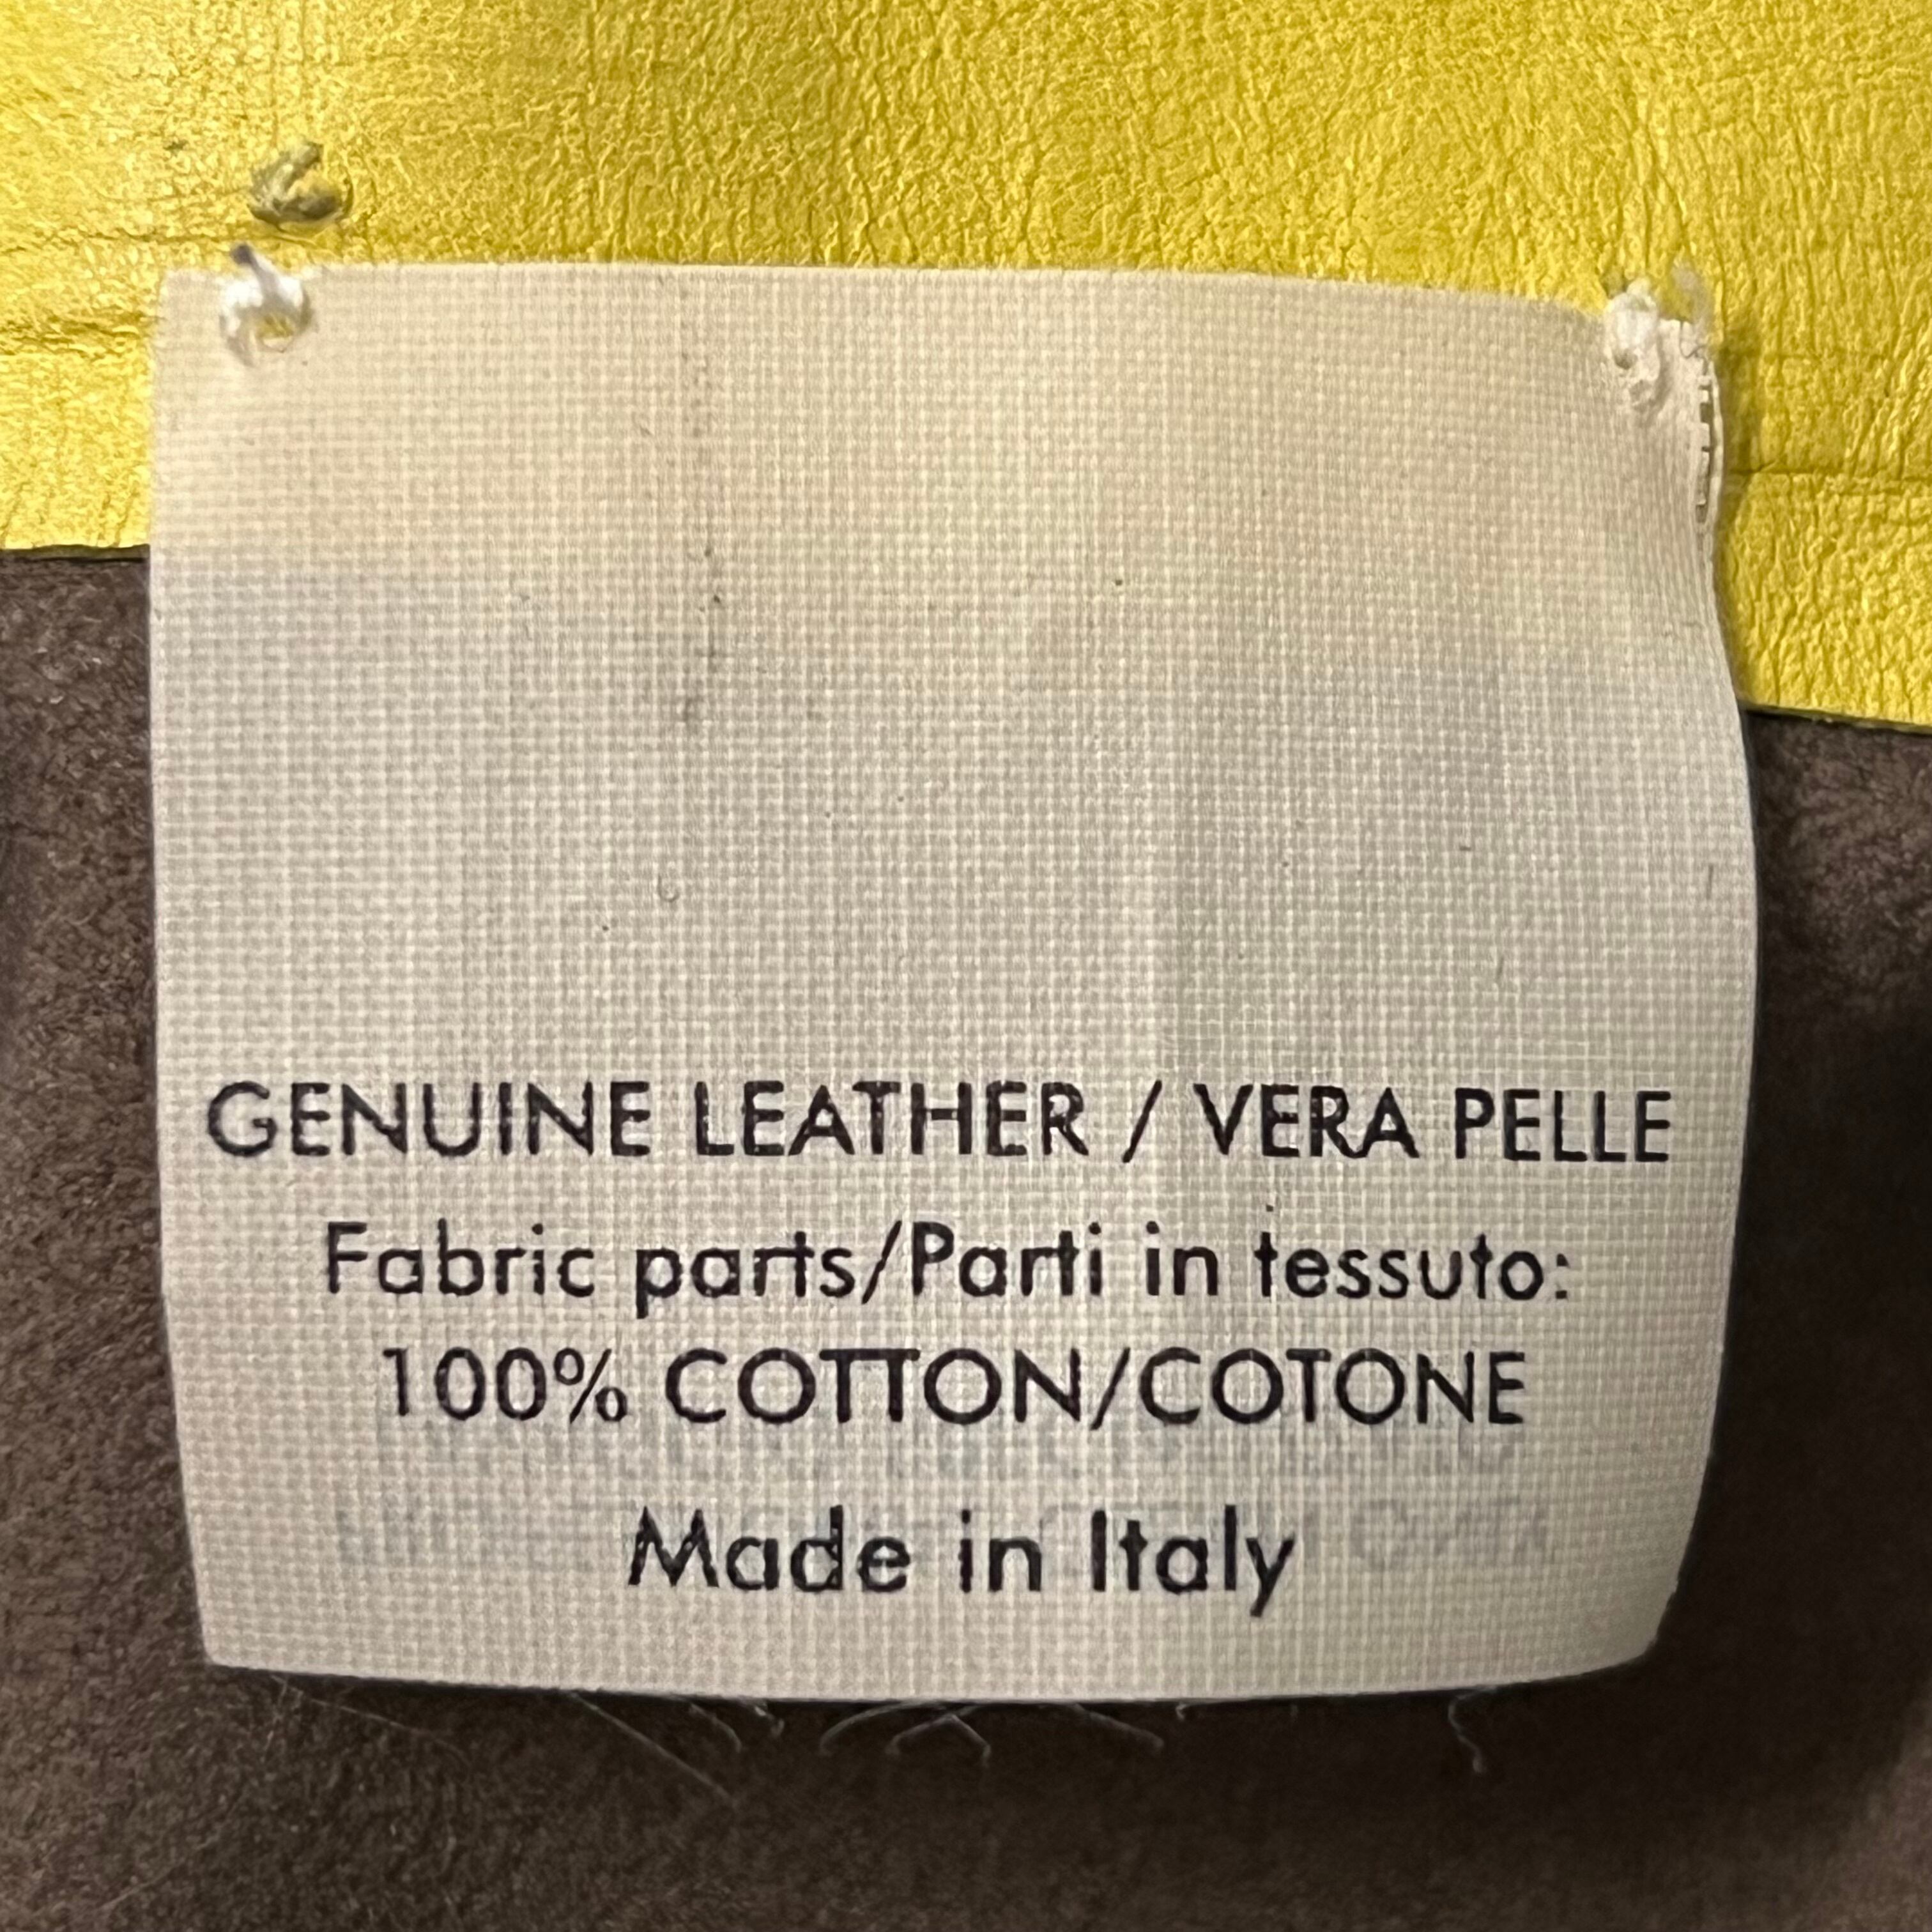 GENUINE LEATHER / VERA PELLE
Fabric parts/Parti in tessuto:
100% COTTON/COTONE
Made in Italy